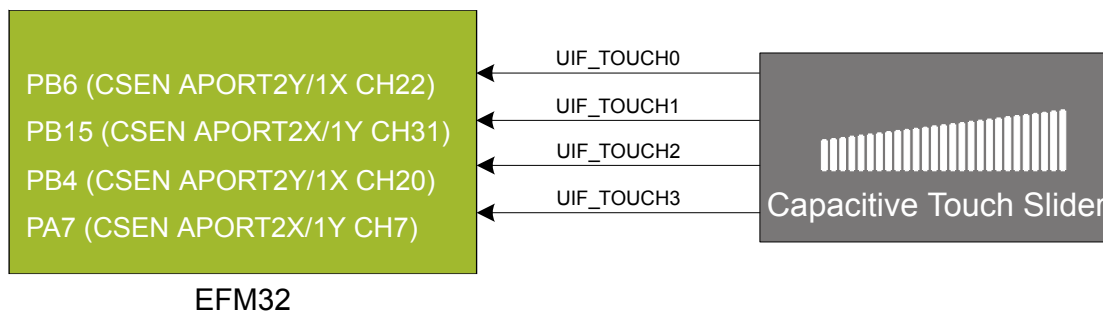 UIF_TOUCH0
PB6 (CSEN APORT2Y/1X CH22)
UIF_TOUCH1
PB15 (CSEN APORT2X/1Y CH31)
UIF_TOUCH2
PB4 (CSEN APORT2Y/1X CH20)
UIF_TOUCH3
PA7 (CSEN APORT2X/1Y CH7)
Capacitive Touch Slider
EFM32